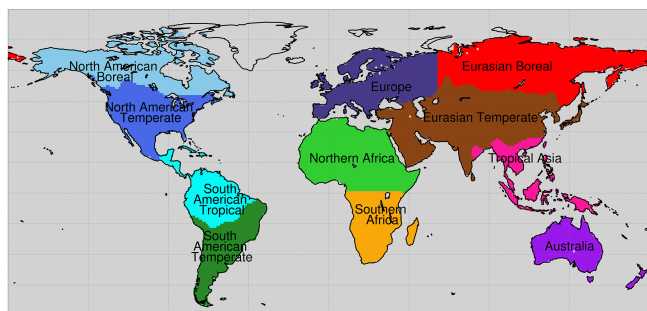 North American
Boreal
North American
Temperate
South
American
Tropical
South
American
Temperate
Europe
Northern Africa
Southern
Africa
Eurasian Boreal
Eurasian Temperate
Tropical Asia
Australia